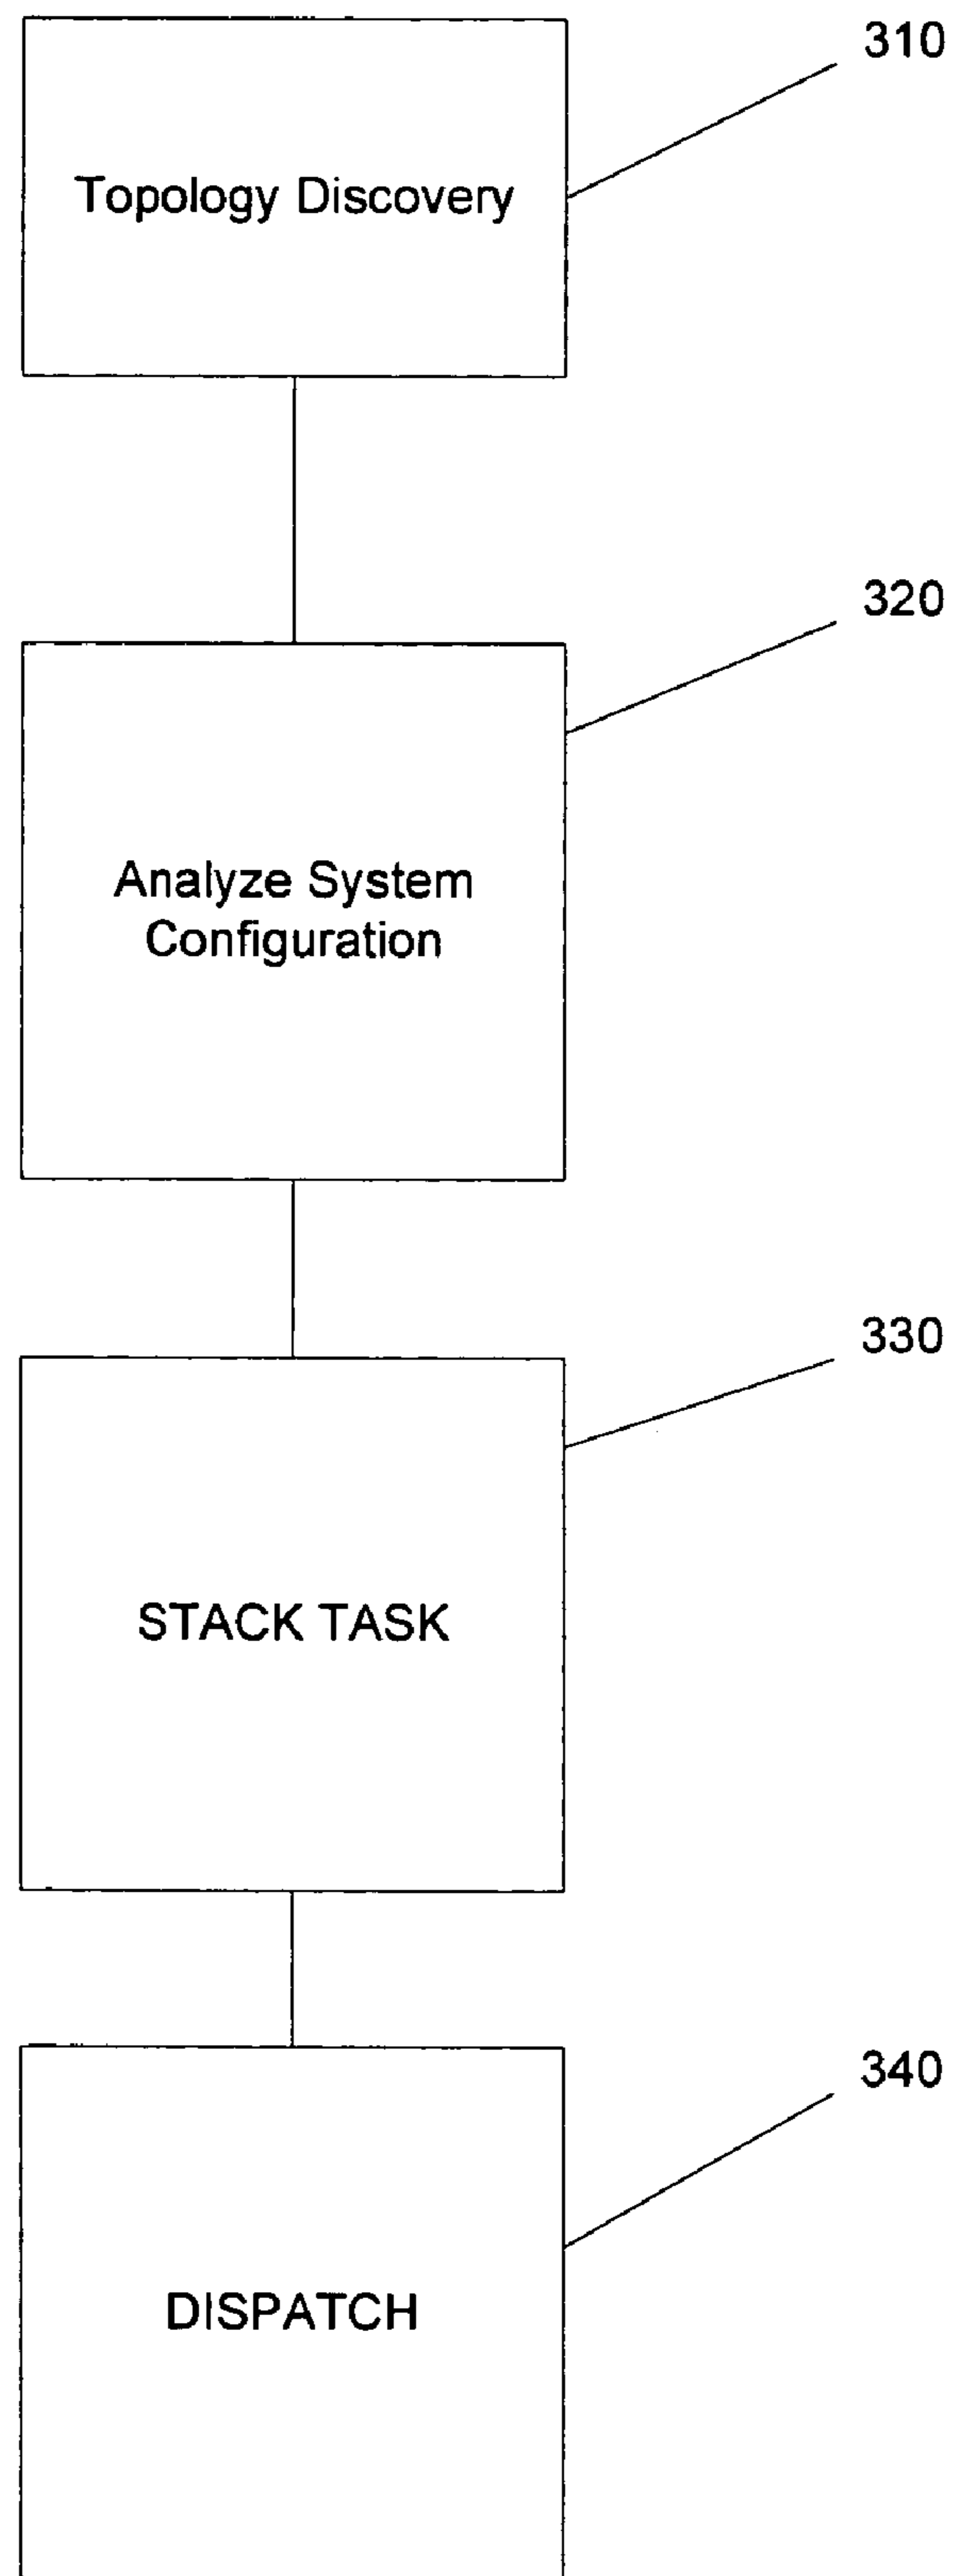 310
Topology Discovery
320
Analyze System
Configuration
330
STACK TASK
340
DISPATCH